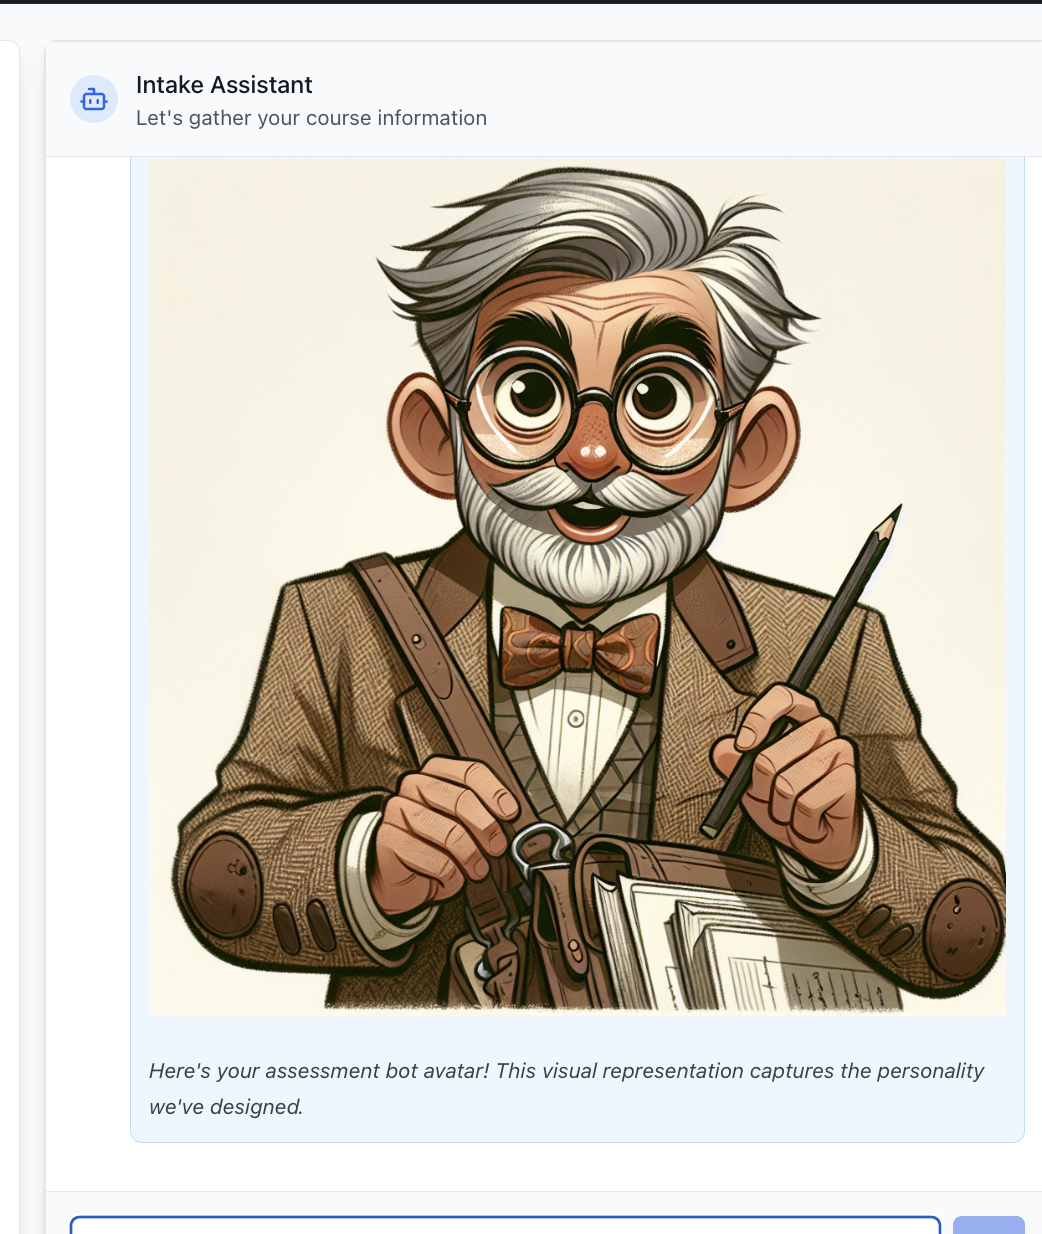 Intake Assistant
Let's gather your course information
Here's your assessment bot avatar! This visual representation captures the personality
we've designed.